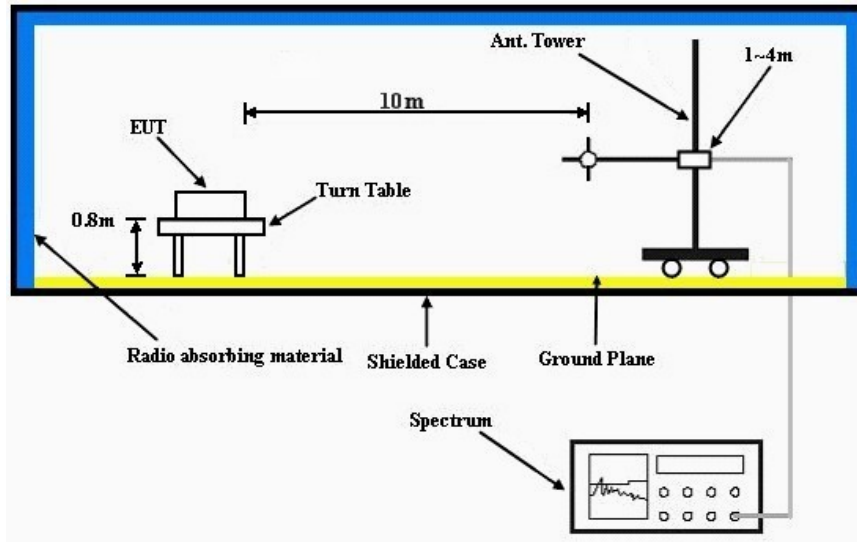 Ant. Tower
1~4m
10m
EUT
Turn Table
0.8m
Radio absorbing material
Shielded Case
Ground Plane
Spectrum